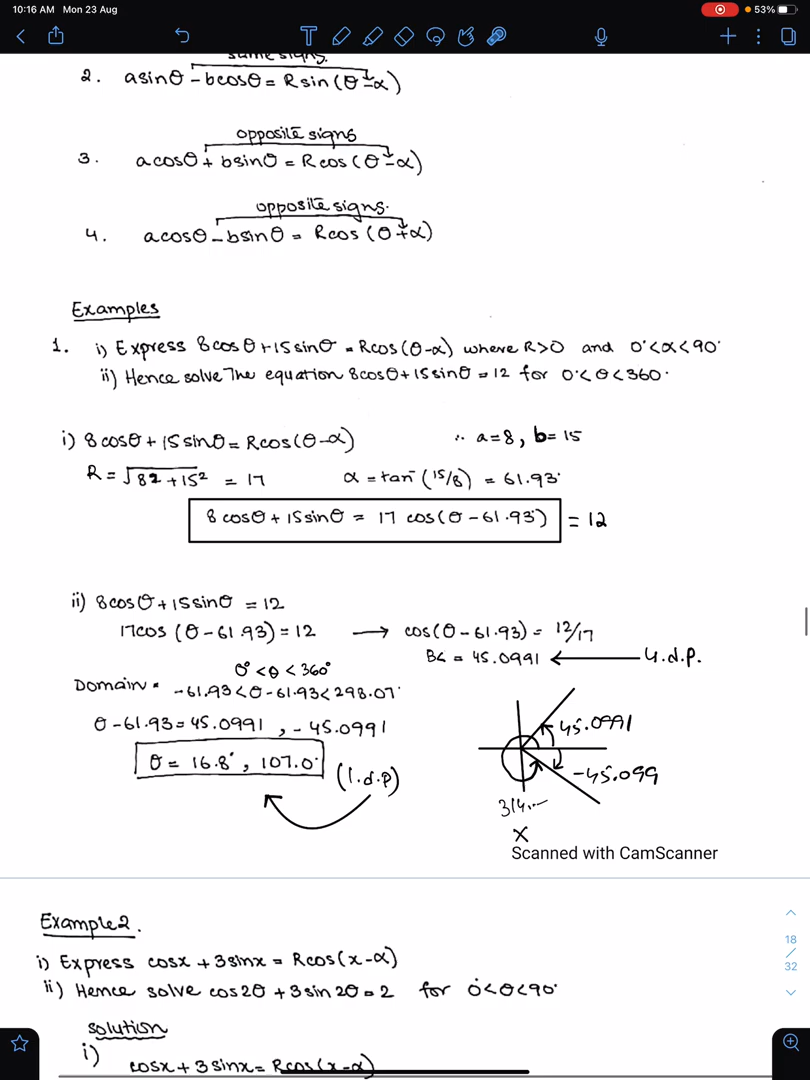 10:16 AM Mon 23 Aug
53%
same signs.
2. asinθ - bcosθ = Rsin(θ-α)
opposite signs
3. acosθ + bsinθ = Rcos(θ-α)
opposite signs.
4. acosθ - bsinθ = Rcos(θ+α)
Examples
1. i) Express 8cosθ+15sinθ = Rcos(θ-α) where R>0 and 0°<α<90°
ii) Hence solve the equation 8cosθ+15sinθ = 12 for 0°<θ<360.
i) 8cosθ + 15sinθ = Rcos(θ-α) ∴ a=8, b=15
R = √8²+15² = 17 α = tan⁻(15/8) = 61.93°
8cosθ + 15sinθ = 17 cos(θ-61.93°) = 12
ii) 8cosθ + 15sinθ = 12
17cos (θ-61.93) = 12 → cos(θ-61.93) = 12/17
B∠ = 45.0991 ← 4.d.p.
0° < θ < 360°
Domain = -61.93<θ-61.93<298.07°
θ-61.93 = 45.0991, -45.0991
45.0991
θ = 16.8°, 107.0° (1.d.p)
-45.099
314...
X
Scanned with CamScanner
Example 2.
i) Express cosx + 3sinx = Rcos(x-α)
ii) Hence solve cos2θ + 3sin2θ = 2 for 0°<θ<90°
solution
i)
cosx + 3sinx = Rcos(x-α)
18
/
32